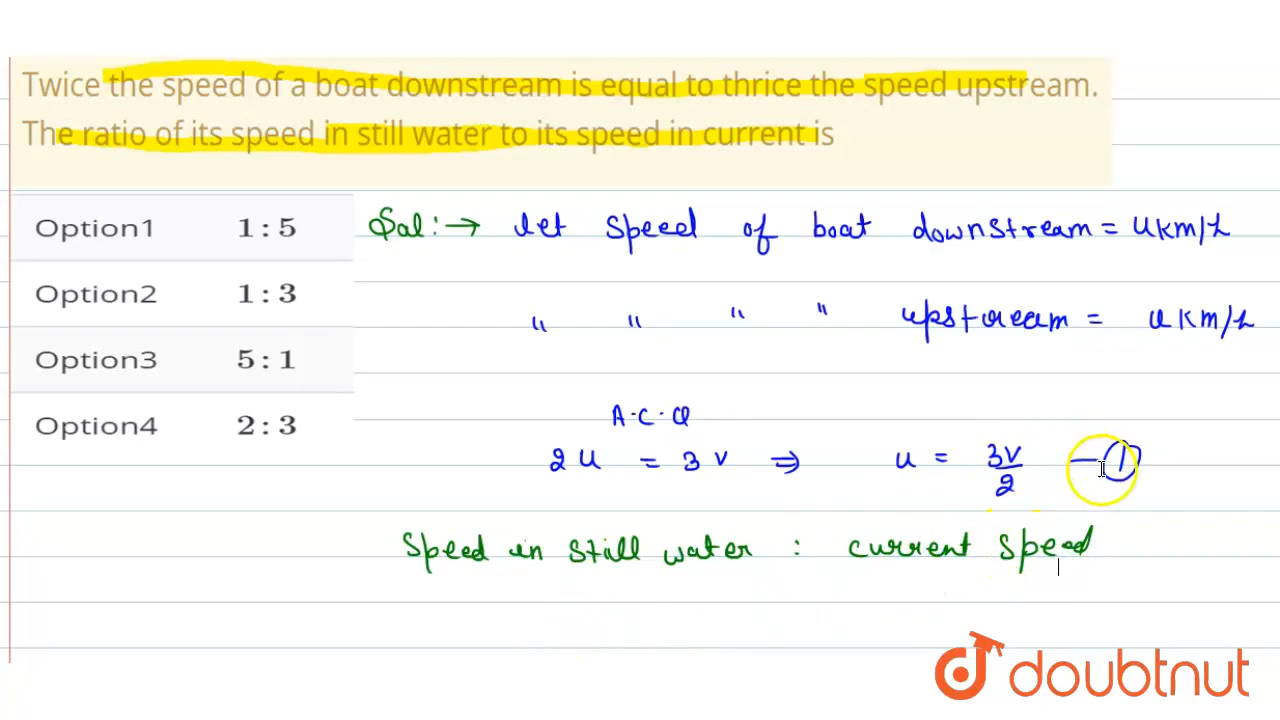 Twice the speed of a boat downstream is equal to thrice the speed upstream.
The ratio of its speed in still water to its speed in current is
Option1 1 : 5
Option2 1 : 3
Option3 5 : 1
Option4 2 : 3
Sol :→ let speed of boat downstream = u km/h
" " " " upstream = u km/h
A.C.Q
2u = 3v ⇒ u = 3v/2 —①
Speed in still water : current speed
doubtnut